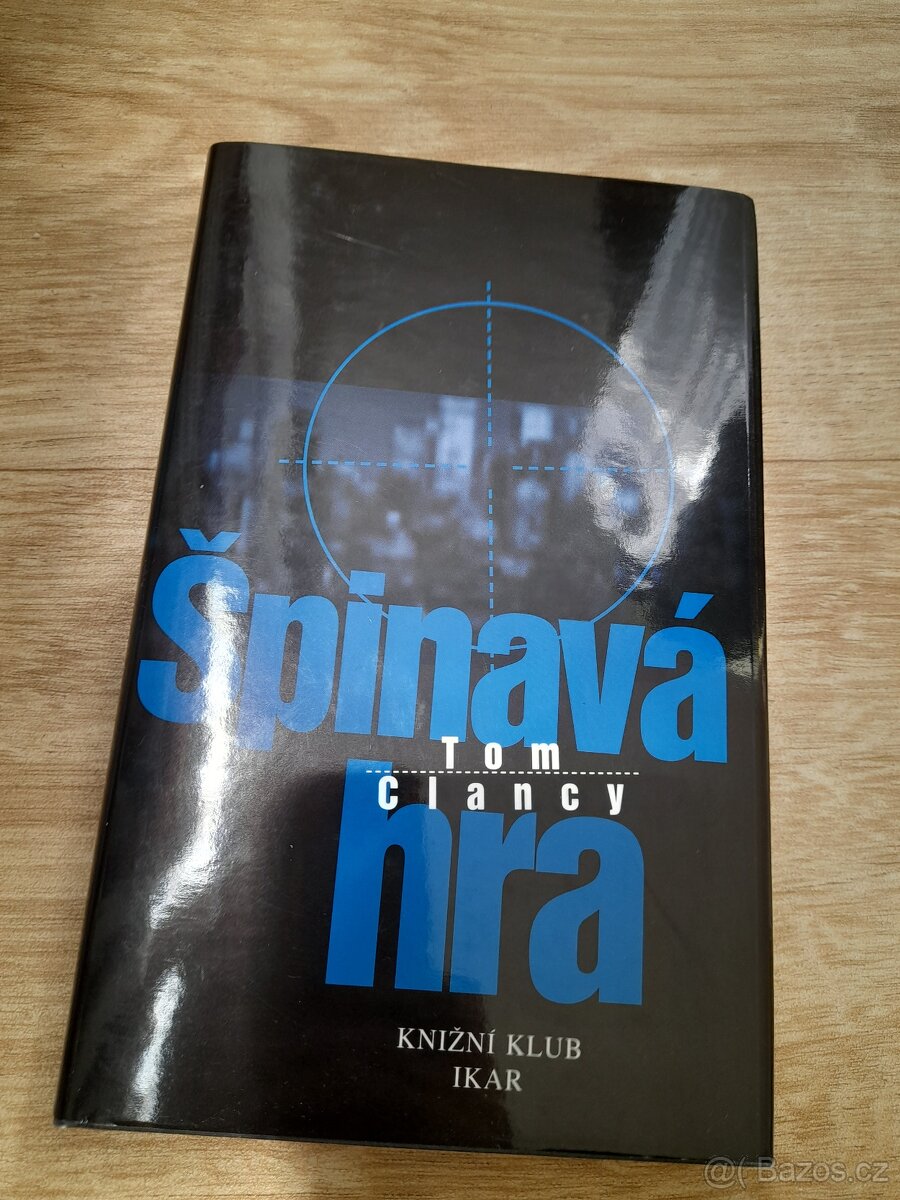 Špinavá
Tom
Clancy
hra
KNIŽNÍ KLUB
IKAR
@( Bazos.cz